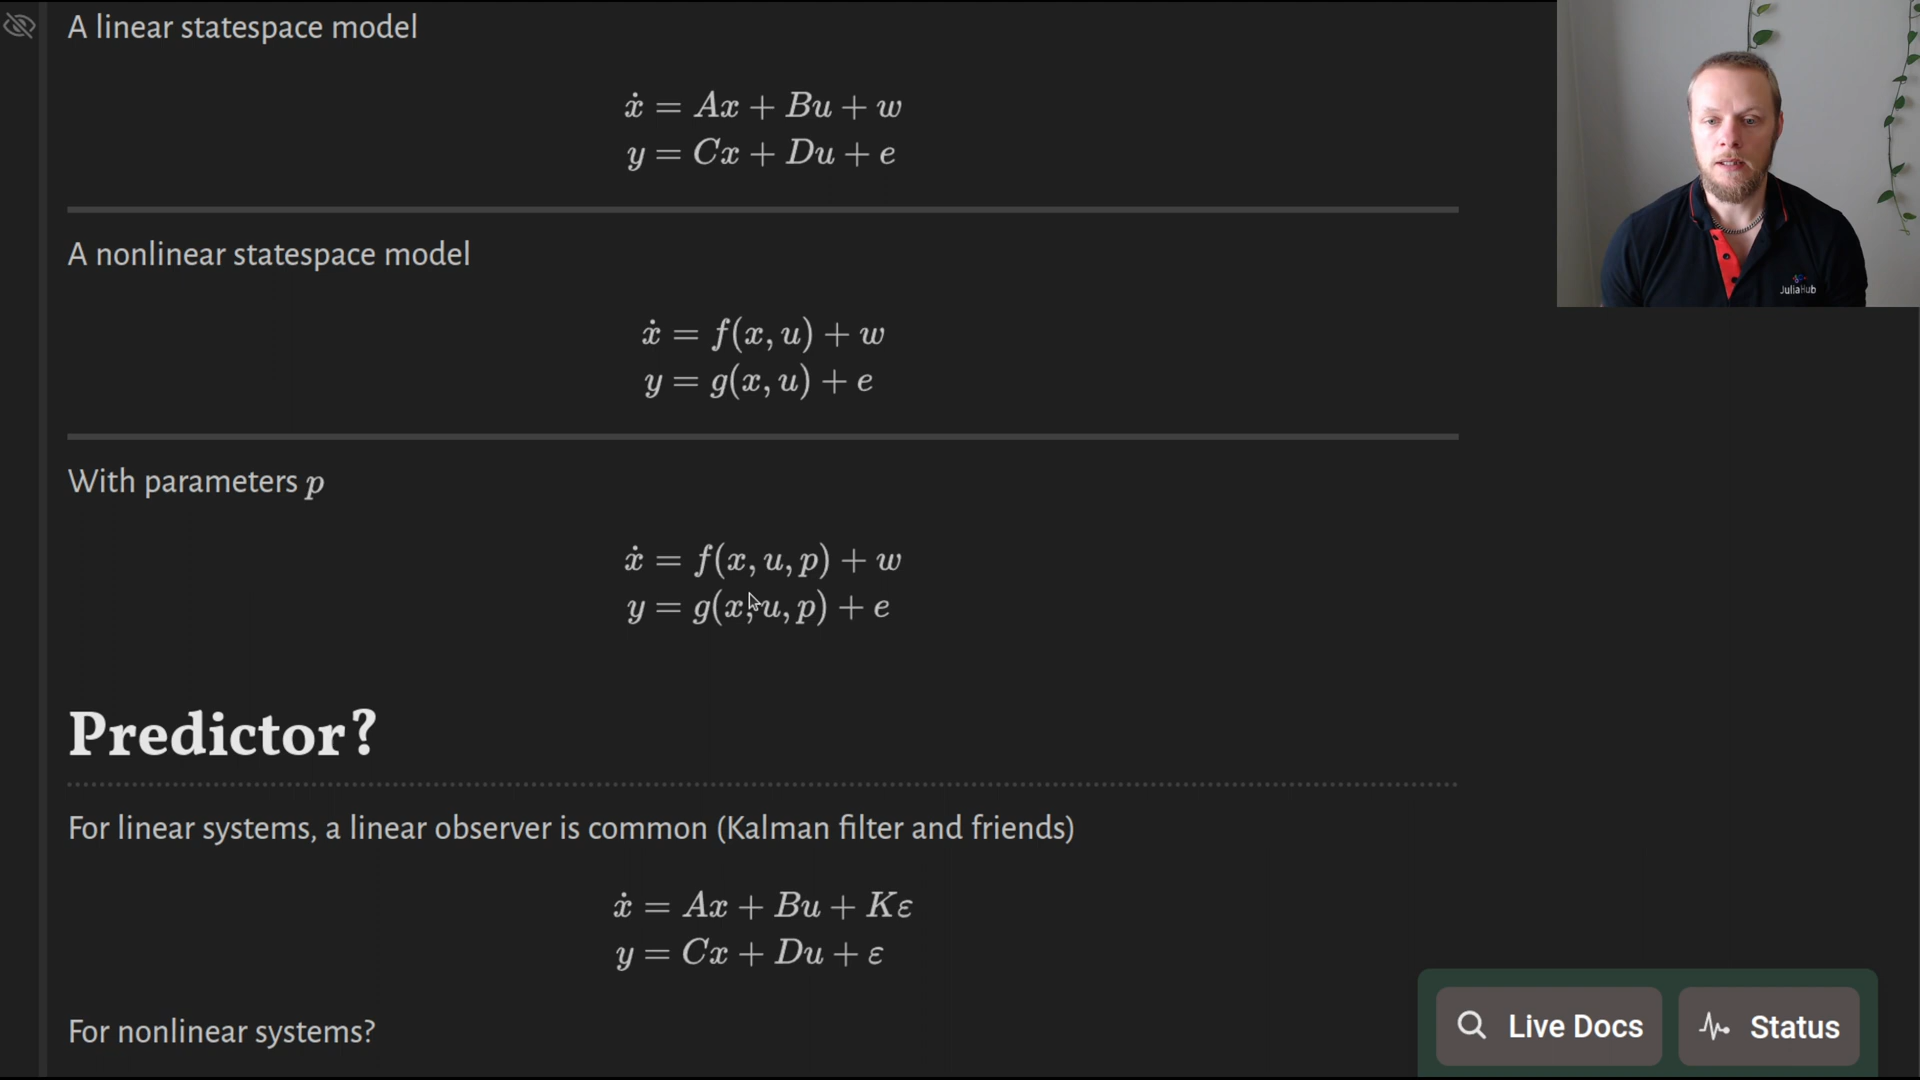 A linear statespace model
ẋ = Ax + Bu + w
y = Cx + Du + e
A nonlinear statespace model
ẋ = f(x, u) + w
y = g(x, u) + e
With parameters p
ẋ = f(x, u, p) + w
y = g(x, u, p) + e
Predictor?
For linear systems, a linear observer is common (Kalman filter and friends)
ẋ = Ax + Bu + Kε
y = Cx + Du + ε
For nonlinear systems?
Live Docs
Status
JuliaHub